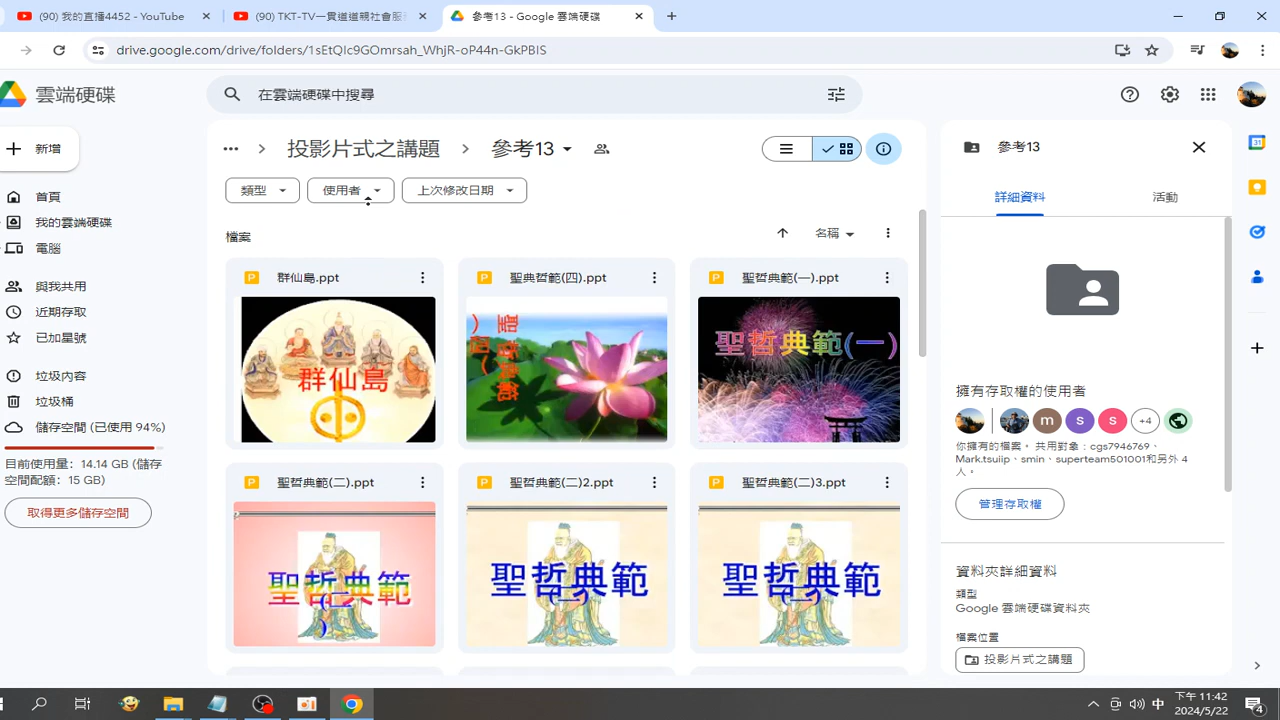 (90) 我的直播4452 - YouTube
(90) TKT-TV一貫道道親社會服
參考13 - Google 雲端硬碟
drive.google.com/drive/folders/1sEtQlc9GOmrsah_WhjR-oP44n-GkPBIS
雲端硬碟
在雲端硬碟中搜尋
新增
首頁
我的雲端硬碟
電腦
與我共用
近期存取
已加星號
垃圾內容
垃圾桶
儲存空間 (已使用 94%)
目前使用量：14.14 GB (儲存
空間配額：15 GB)
取得更多儲存空間
投影片式之講題
參考13
類型
使用者
上次修改日期
檔案
名稱
群仙島.ppt
群仙島
聖典哲範(四).ppt
聖哲典範(一).ppt
聖哲典範(一)
聖哲典範(二).ppt
聖哲典範
(二)
聖哲典範(二)2.ppt
聖哲典範
聖哲典範(二)3.ppt
聖哲典範
參考13
詳細資料
活動
擁有存取權的使用者
m
s
s
+4
你擁有的檔案。 共用對象：cgs7946769、
Mark.tsuiip、smin、superteam501001和另外 4
人。
管理存取權
資料夾詳細資料
類型
Google 雲端硬碟資料夾
檔案位置
投影片式之講題
中
下午 11:42
2024/5/22
4